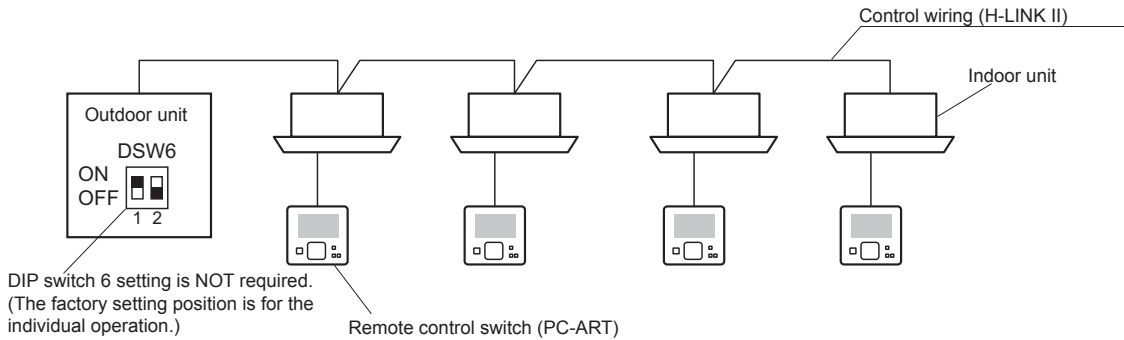 Control wiring (H-LINK II)
Indoor unit
Outdoor unit
DSW6
ON
OFF
1 2
DIP switch 6 setting is NOT required.
(The factory setting position is for the
individual operation.)
Remote control switch (PC-ART)